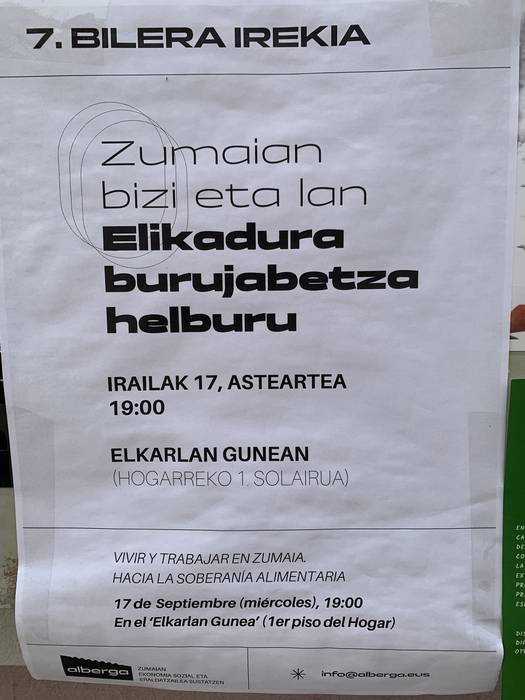 7. BILERA IREKIA
Zumaian
bizi eta lan
Elikadura
burujabetza
helburu
IRAILAK 17, ASTEARTEA
19:00
ELKARLAN GUNEAN
(HOGARREKO 1. SOLAIRUA)
VIVIR Y TRABAJAR EN ZUMAIA.
HACIA LA SOBERANÍA ALIMENTARIA
17 de Septiembre (miércoles), 19:00
En el 'Elkarlan Gunea' (1er piso del Hogar)
alberga
ZUMAIAN
EKONOMIA SOZIAL ETA
ERALDATZAILEA SUSTATZEN
info@alberga.eus